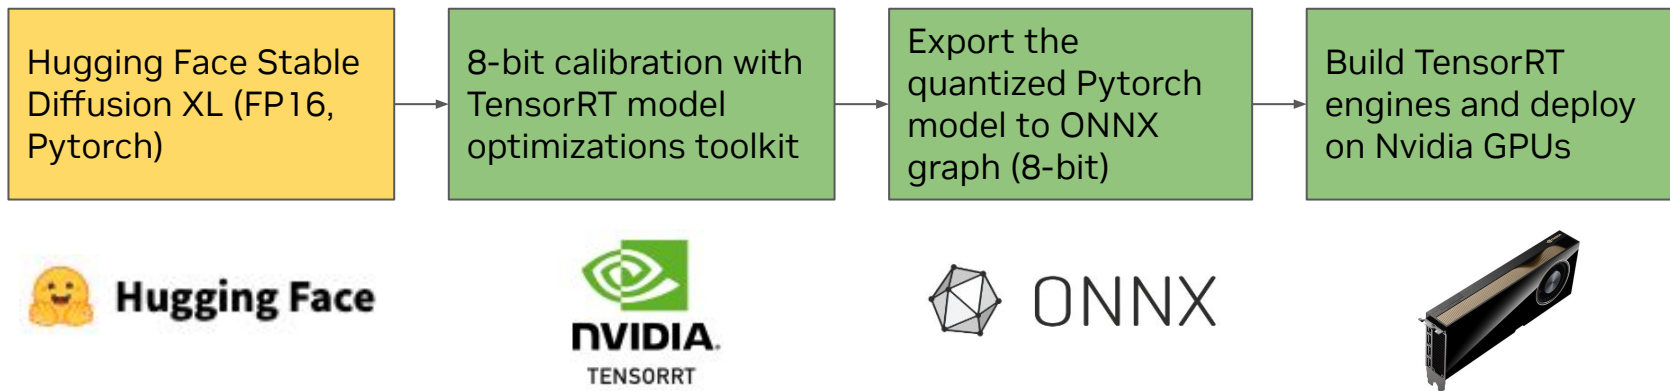 Hugging Face Stable
Diffusion XL (FP16,
Pytorch)
8-bit calibration with
TensorRT model
optimizations toolkit
Export the
quantized Pytorch
model to ONNX
graph (8-bit)
Build TensorRT
engines and deploy
on Nvidia GPUs
Hugging Face
NVIDIA.
TENSORRT
ONNX